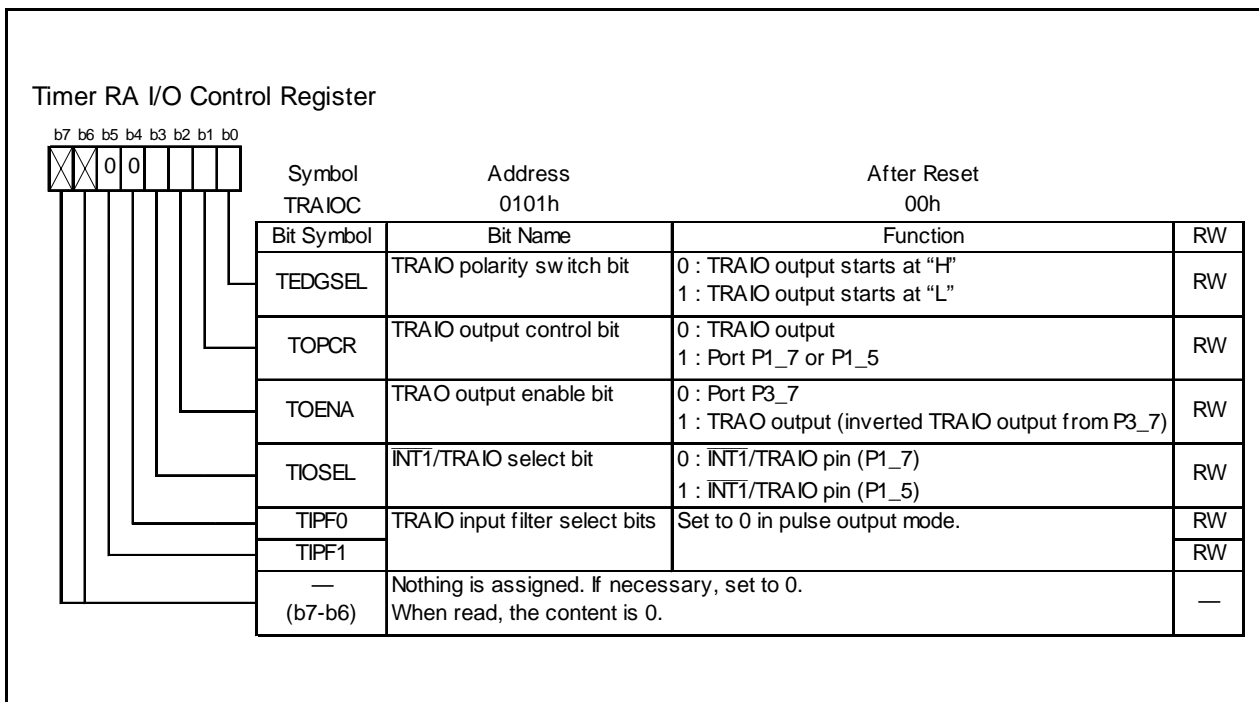 Timer RA I/O Control Register
b7 b6 b5 b4 b3 b2 b1 b0
0 0
Symbol Address After Reset
TRAIOC 0101h 00h
Bit Symbol Bit Name Function RW
TEDGSEL TRAIO polarity switch bit 0 : TRAIO output starts at “H” RW
1 : TRAIO output starts at “L”
TOPCR TRAIO output control bit 0 : TRAIO output RW
1 : Port P1_7 or P1_5
TOENA TRAO output enable bit 0 : Port P3_7 RW
1 : TRAO output (inverted TRAIO output from P3_7)
TIOSEL I̅N̅T̅1̅/TRAIO select bit 0 : I̅N̅T̅1̅/TRAIO pin (P1_7) RW
1 : I̅N̅T̅1̅/TRAIO pin (P1_5)
TIPF0 TRAIO input filter select bits Set to 0 in pulse output mode. RW
TIPF1 RW
— Nothing is assigned. If necessary, set to 0. —
(b7-b6) When read, the content is 0.